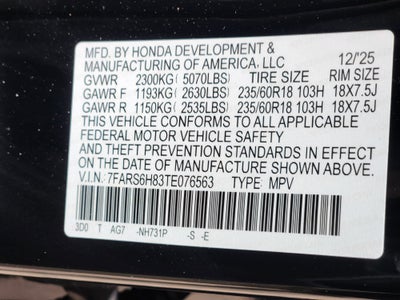 MFD. BY HONDA DEVELOPMENT &
MANUFACTURING OF AMERICA, LLC 12/'25
GVWR 2300KG( 5070LBS) TIRE SIZE RIM SIZE
GAWR F 1193KG( 2630LBS) 235/60R18 103H 18X7.5J
GAWR R 1150KG( 2535LBS) 235/60R18 103H 18X7.5J
THIS VEHICLE CONFORMS TO ALL APPLICABLE
FEDERAL MOTOR VEHICLE SAFETY
AND THEFT PREVENTION STANDARDS IN EFFECT
ON THE DATE OF MANUFACTURE SHOWN ABOVE.
V.I.N.: 7FARS6H83TE076563 TYPE: MPV
3D0 T AG7 -NH731P -S -E